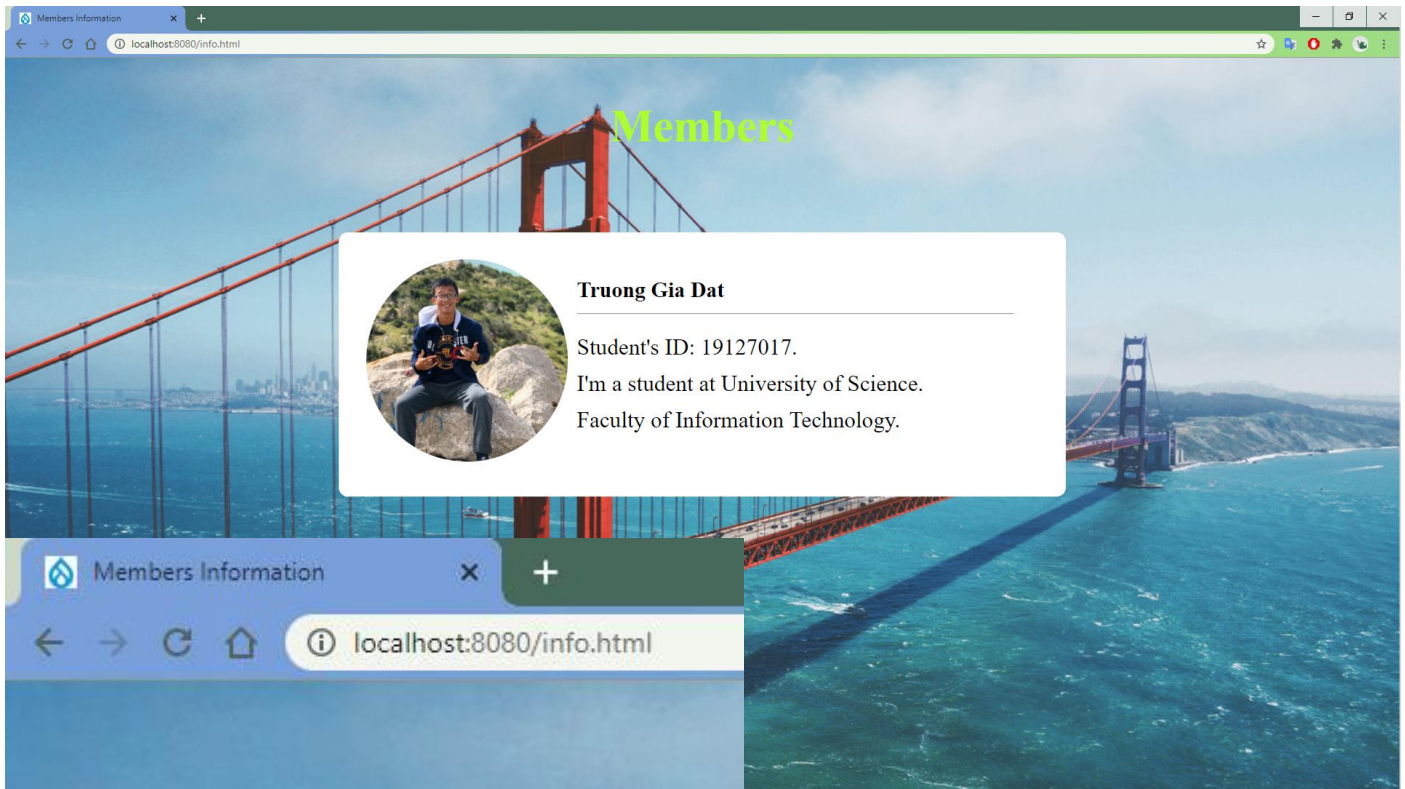 Members Information
localhost:8080/info.html
Members
Truong Gia Dat
Student's ID: 19127017.
I'm a student at University of Science.
Faculty of Information Technology.
Members Information
localhost:8080/info.html